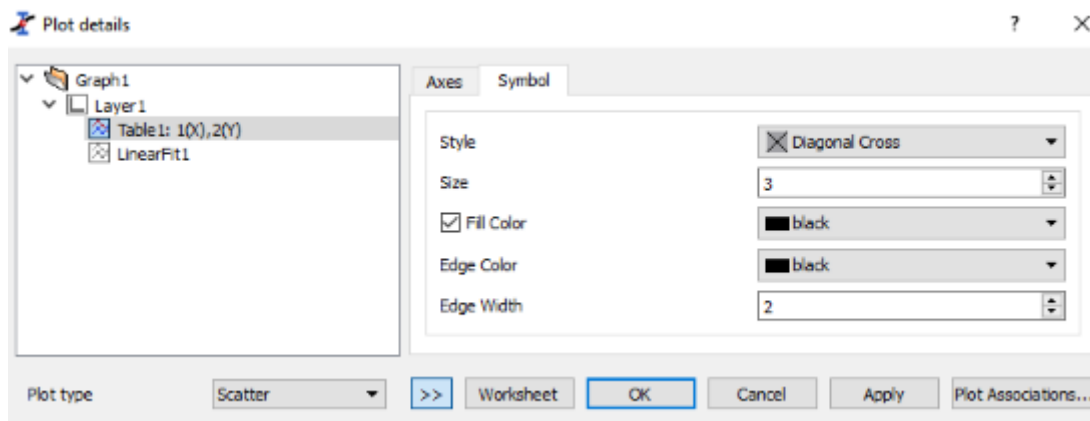 Plot details
?
Graph1
Layer1
Table1: 1(X),2(Y)
LinearFit1
Axes
Symbol
Style
Diagonal Cross
Size
3
Fill Color
black
Edge Color
black
Edge Width
2
Plot type
Scatter
>>
Worksheet
OK
Cancel
Apply
Plot Associations...